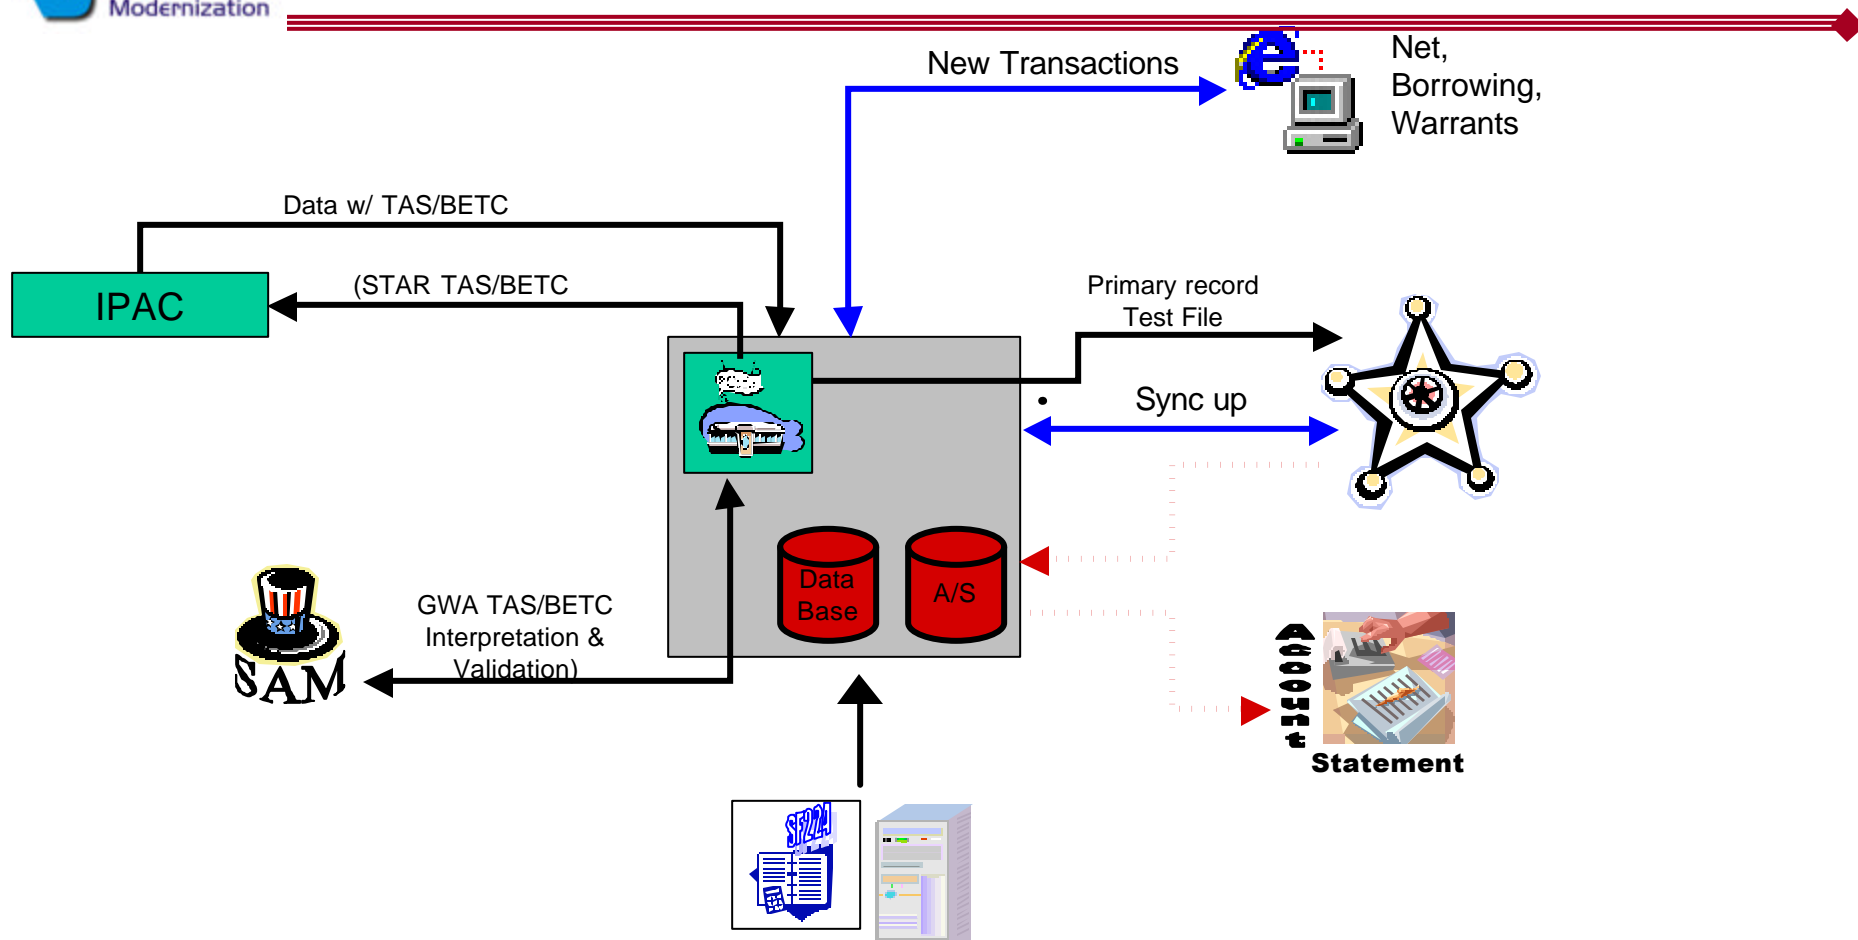 Modernization
New Transactions
Net,
Borrowing,
Warrants
Data w/ TAS/BETC
IPAC
(STAR TAS/BETC
Primary record
Test File
• Sync up
Data
Base
A/S
GWA TAS/BETC
Interpretation &
Validation)
SAM
Account
Statement
SF224